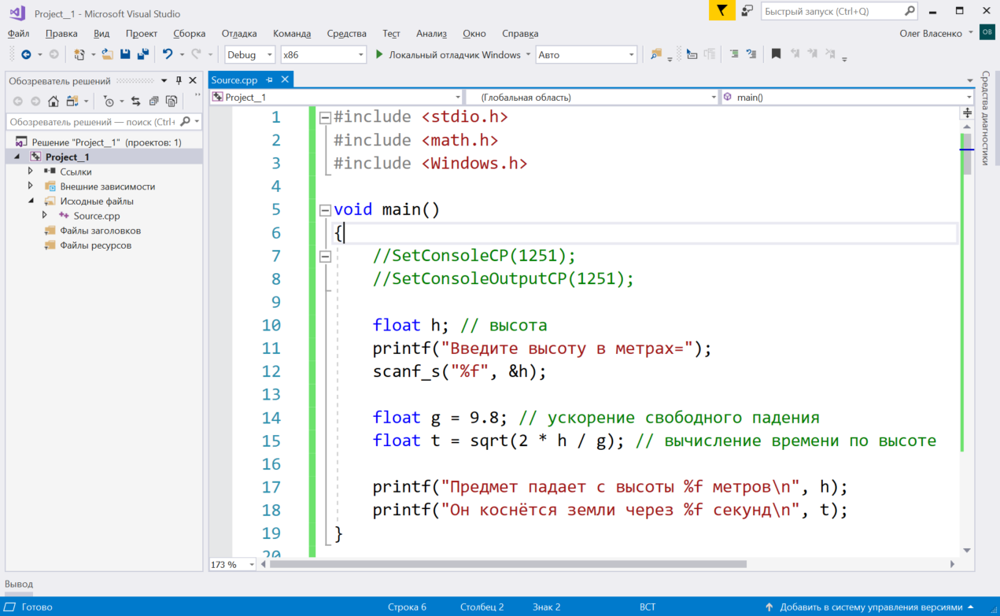 Project__1 - Microsoft Visual Studio
Быстрый запуск (Ctrl+Q)
Файл Правка Вид Проект Сборка Отладка Команда Средства Тест Анализ Окно Справка
Олег Власенко ОВ
Debug x86 Локальный отладчик Windows Авто
Обозреватель решений
Обозреватель решений — поиск (Ctrl+
Решение "Project__1" (проектов: 1)
Project__1
Ссылки
Внешние зависимости
Исходные файлы
Source.cpp
Файлы заголовков
Файлы ресурсов
Source.cpp
Project__1 (Глобальная область) main()
1 #include <stdio.h>
2 #include <math.h>
3 #include <Windows.h>
4
5 void main()
6 {
7 //SetConsoleCP(1251);
8 //SetConsoleOutputCP(1251);
9
10 float h; // высота
11 printf("Введите высоту в метрах=");
12 scanf_s("%f", &h);
13
14 float g = 9.8; // ускорение свободного падения
15 float t = sqrt(2 * h / g); // вычисление времени по высоте
16
17 printf("Предмет падает с высоты %f метров\n", h);
18 printf("Он коснётся земли через %f секунд\n", t);
19 }
20
173 %
Средства диагностики
Вывод
Готово Строка 6 Столбец 2 Знак 2 ВСТ Добавить в систему управления версиями